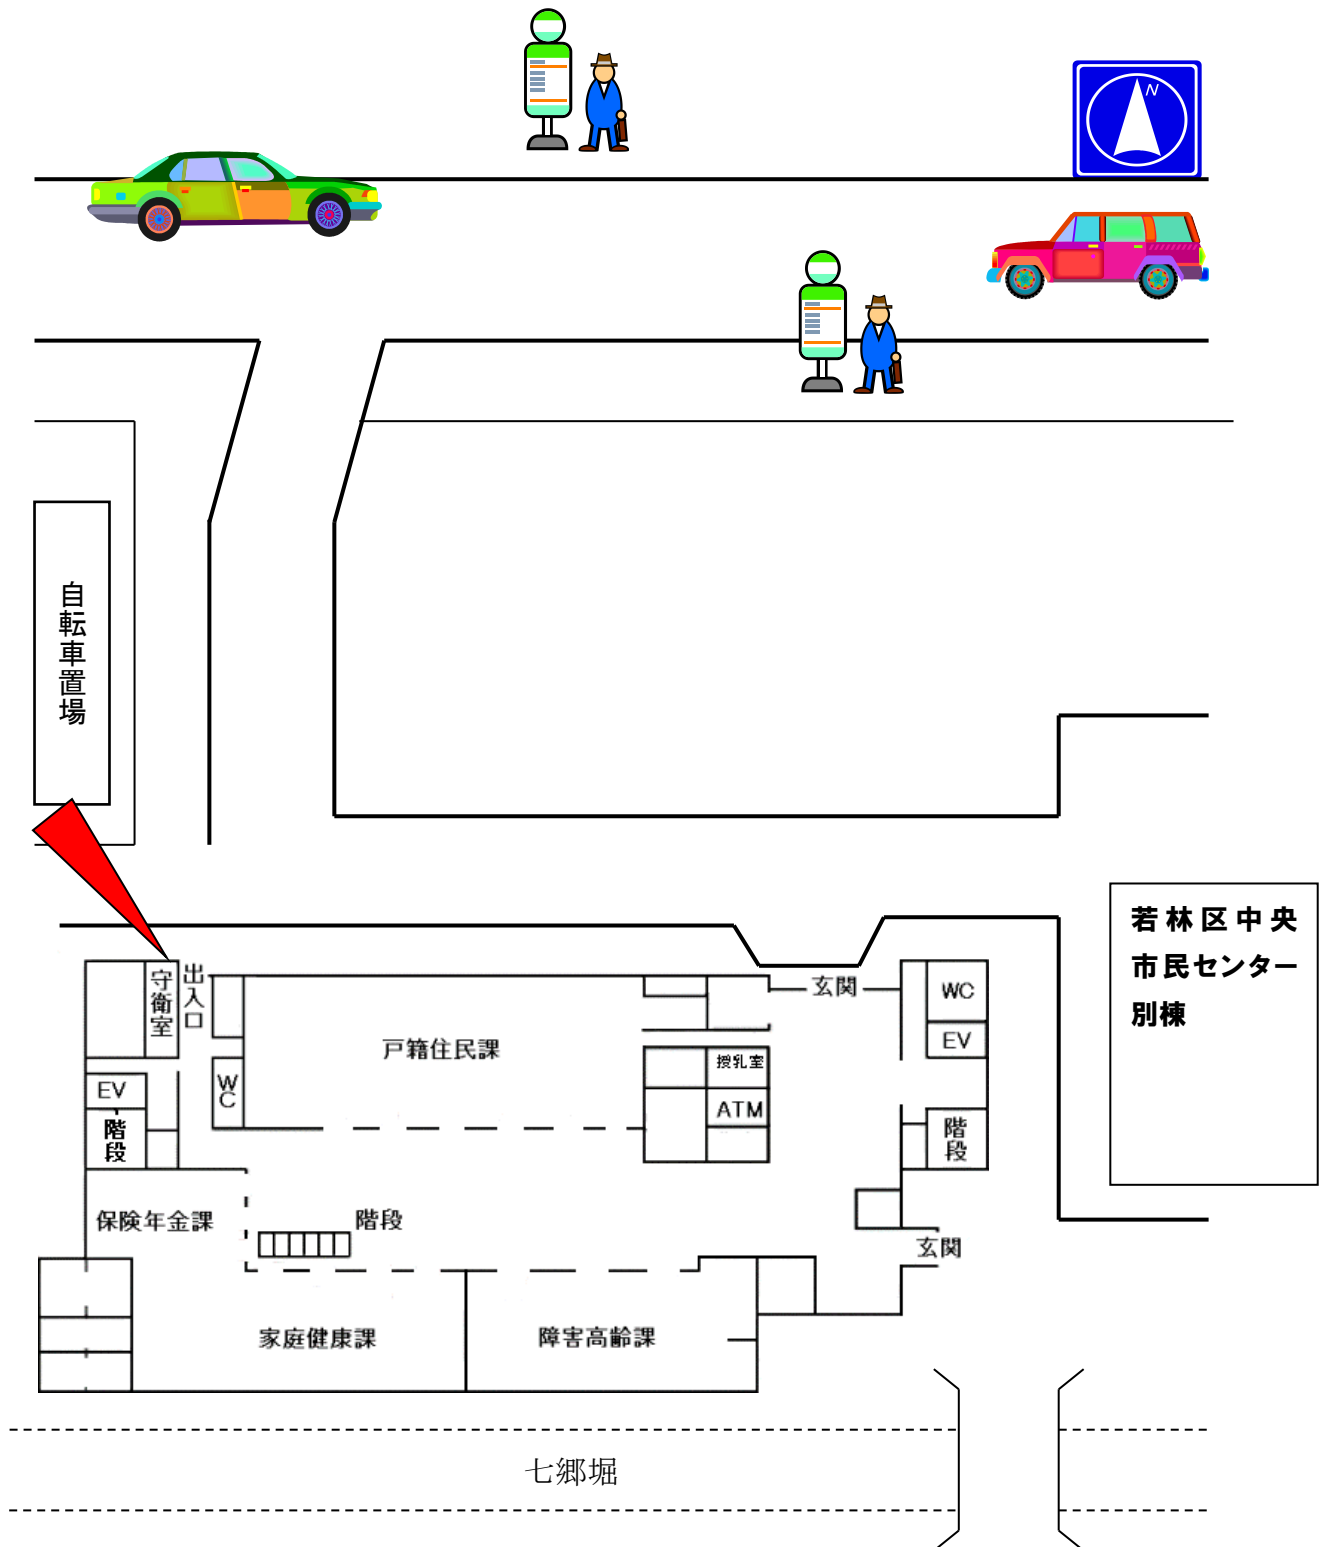 N
自転車置場
若林区中央
市民センター
別棟
守衛室
出入口
玄関
WC
戸籍住民課
EV
授乳室
EV
WC
ATM
階段
階段
保険年金課
階段
玄関
家庭健康課
障害高齢課
七郷堀